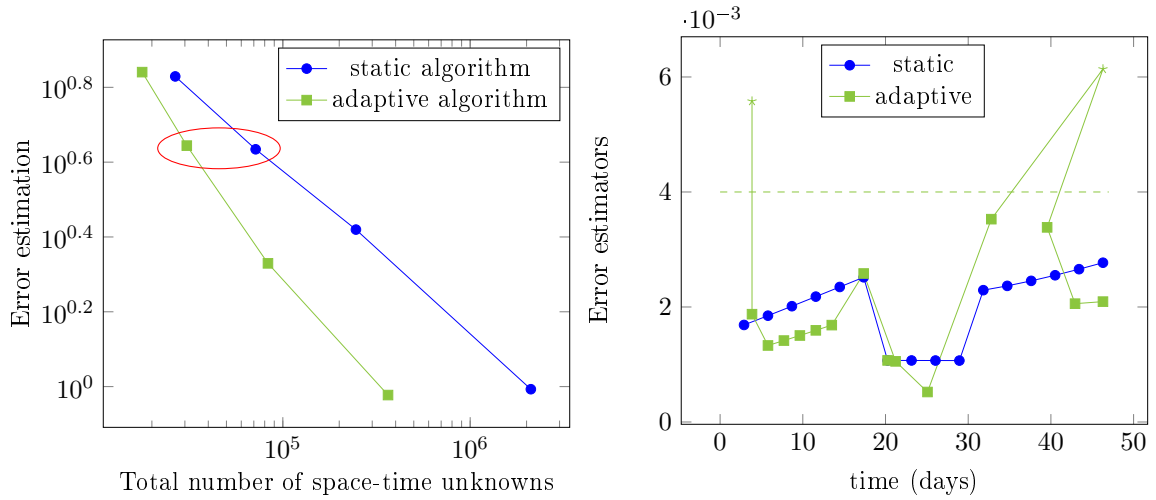 static algorithm
adaptive algorithm
10^0.8
10^0.6
10^0.4
10^0.2
10^0
10^5
10^6
Error estimation
Total number of space-time unknowns
·10^−3
static
adaptive
6
4
2
0
0
10
20
30
40
50
Error estimators
time (days)